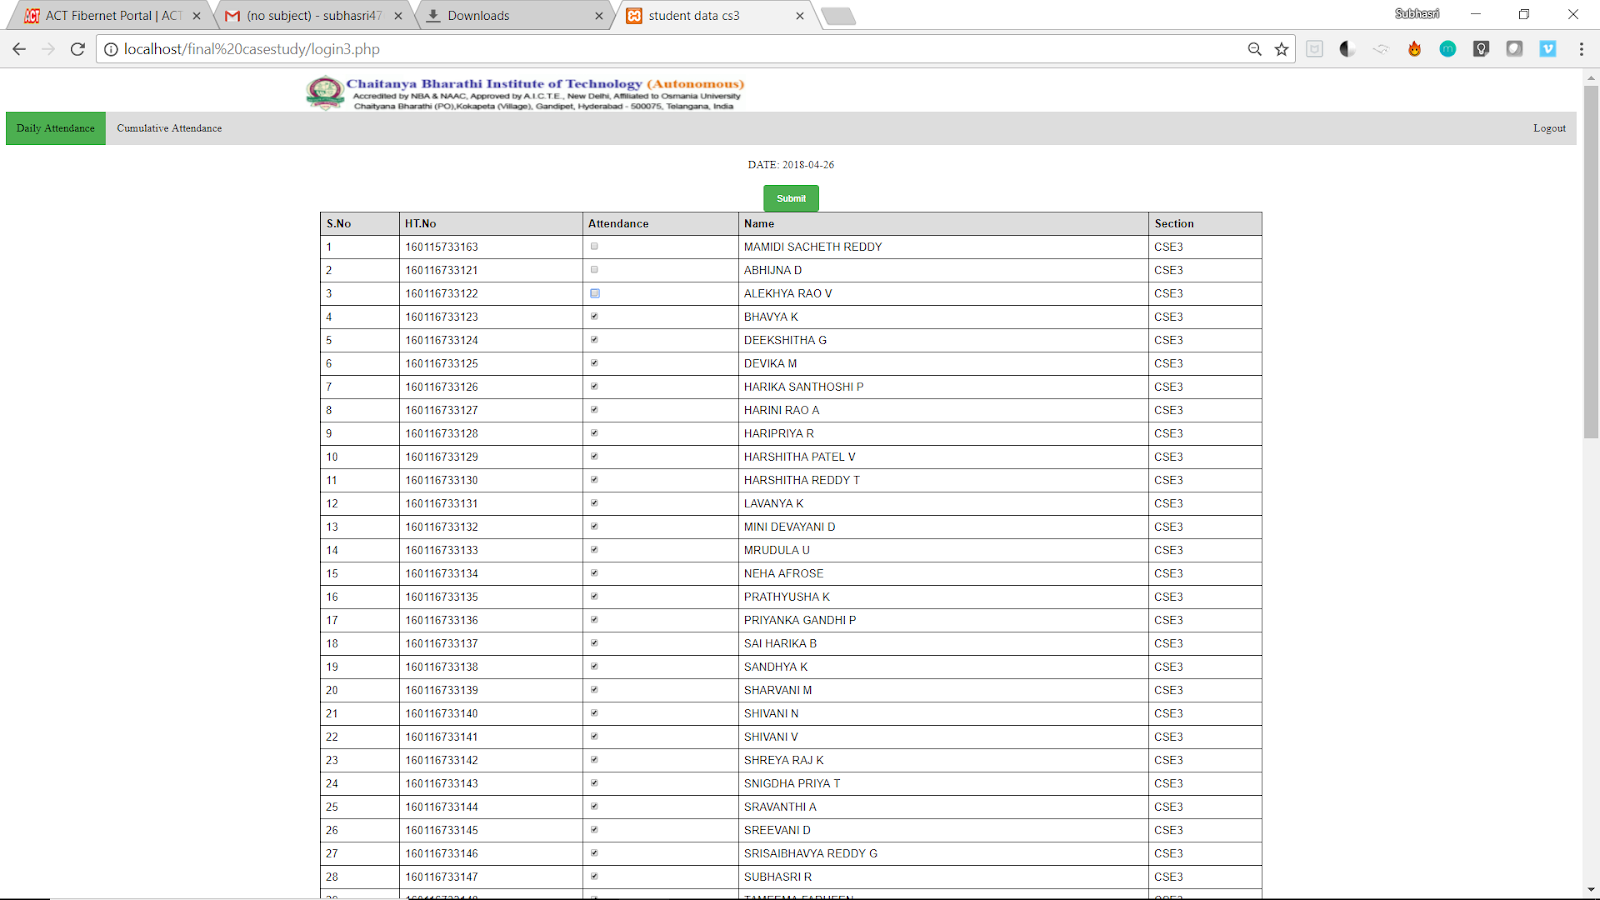 ACT Fibernet Portal | ACT
(no subject) - subhasri47
Downloads
student data cs3
Subhasri
localhost/final%20casestudy/login3.php
Chaitanya Bharathi Institute of Technology (Autonomous)
Accredited by NBA & NAAC, Approved by A.I.C.T.E., New Delhi, Affiliated to Osmania University
Chaityana Bharathi (PO),Kokapeta (Village), Gandipet, Hyderabad - 500075, Telangana, India
Daily Attendance Cumulative Attendance Logout
DATE: 2018-04-26
Submit
S.No HT.No Attendance Name Section
1 160115733163 MAMIDI SACHETH REDDY CSE3
2 160116733121 ABHIJNA D CSE3
3 160116733122 ALEKHYA RAO V CSE3
4 160116733123 BHAVYA K CSE3
5 160116733124 DEEKSHITHA G CSE3
6 160116733125 DEVIKA M CSE3
7 160116733126 HARIKA SANTHOSHI P CSE3
8 160116733127 HARINI RAO A CSE3
9 160116733128 HARIPRIYA R CSE3
10 160116733129 HARSHITHA PATEL V CSE3
11 160116733130 HARSHITHA REDDY T CSE3
12 160116733131 LAVANYA K CSE3
13 160116733132 MINI DEVAYANI D CSE3
14 160116733133 MRUDULA U CSE3
15 160116733134 NEHA AFROSE CSE3
16 160116733135 PRATHYUSHA K CSE3
17 160116733136 PRIYANKA GANDHI P CSE3
18 160116733137 SAI HARIKA B CSE3
19 160116733138 SANDHYA K CSE3
20 160116733139 SHARVANI M CSE3
21 160116733140 SHIVANI N CSE3
22 160116733141 SHIVANI V CSE3
23 160116733142 SHREYA RAJ K CSE3
24 160116733143 SNIGDHA PRIYA T CSE3
25 160116733144 SRAVANTHI A CSE3
26 160116733145 SREEVANI D CSE3
27 160116733146 SRISAIBHAVYA REDDY G CSE3
28 160116733147 SUBHASRI R CSE3